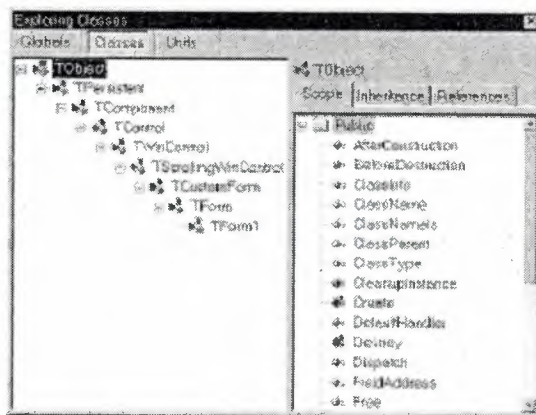 Exploring Classes
Globals Classes Units
TObject
TPersistent
TComponent
TControl
TWinControl
TScrollingWinControl
TCustomForm
TForm
TForm1
TObject
Scope Inheritance References
Public
AfterConstruction
BeforeDestruction
ClassInfo
ClassName
ClassNameIs
ClassParent
ClassType
CleanupInstance
Create
DefaultHandler
Destroy
Dispatch
FieldAddress
Free